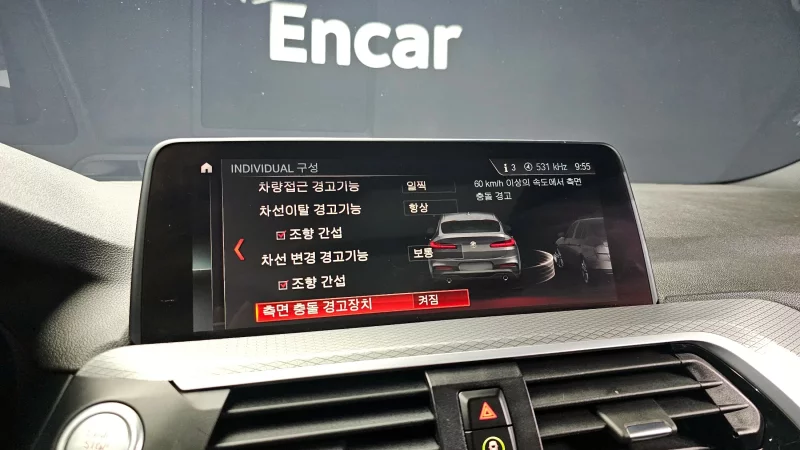 Encar
INDIVIDUAL 구성
3 531 kHz 9:55
차량접근 경고기능 일찍
60 km/h 이상의 속도에서 측면
충돌 경고
차선이탈 경고기능 항상
조향 간섭
차선 변경 경고기능 보통
조향 간섭
측면 충돌 경고장치 켜짐
STOP